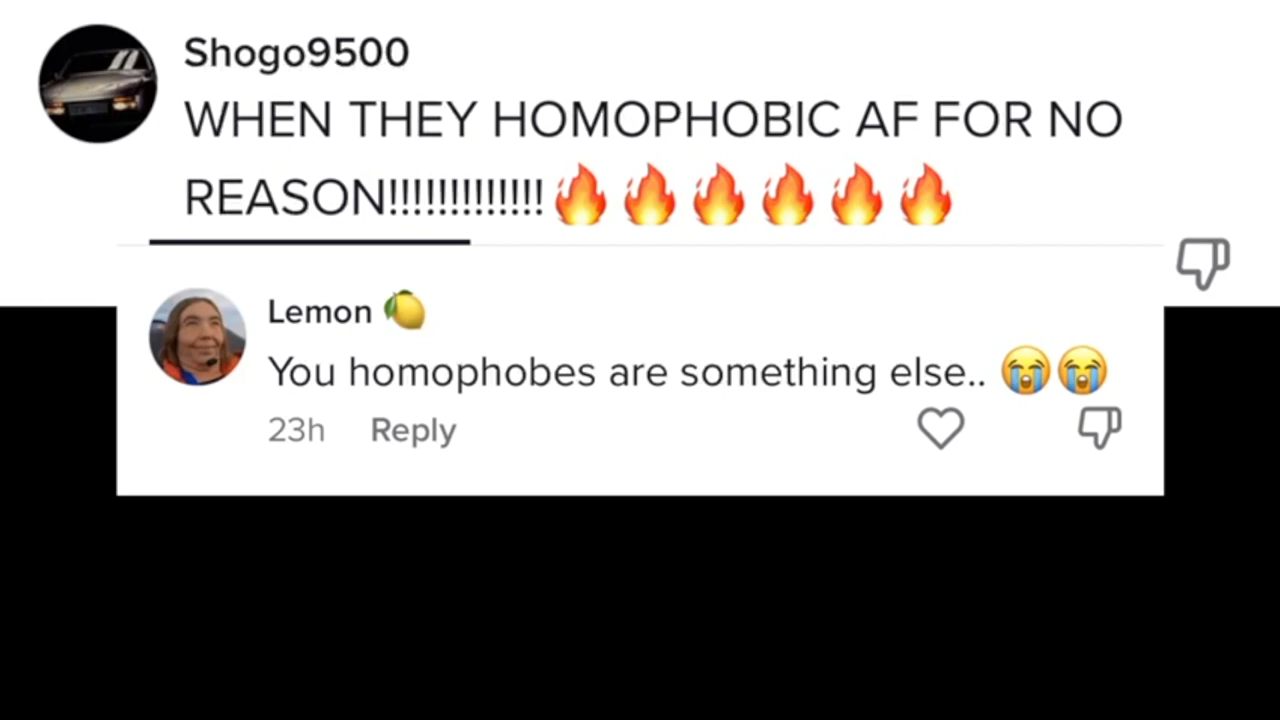 Shogo9500
WHEN THEY HOMOPHOBIC AF FOR NO
REASON!!!!!!!!!!!!!🔥🔥🔥🔥🔥🔥
Lemon 🍋
You homophobes are something else.. 😭😭
23h Reply